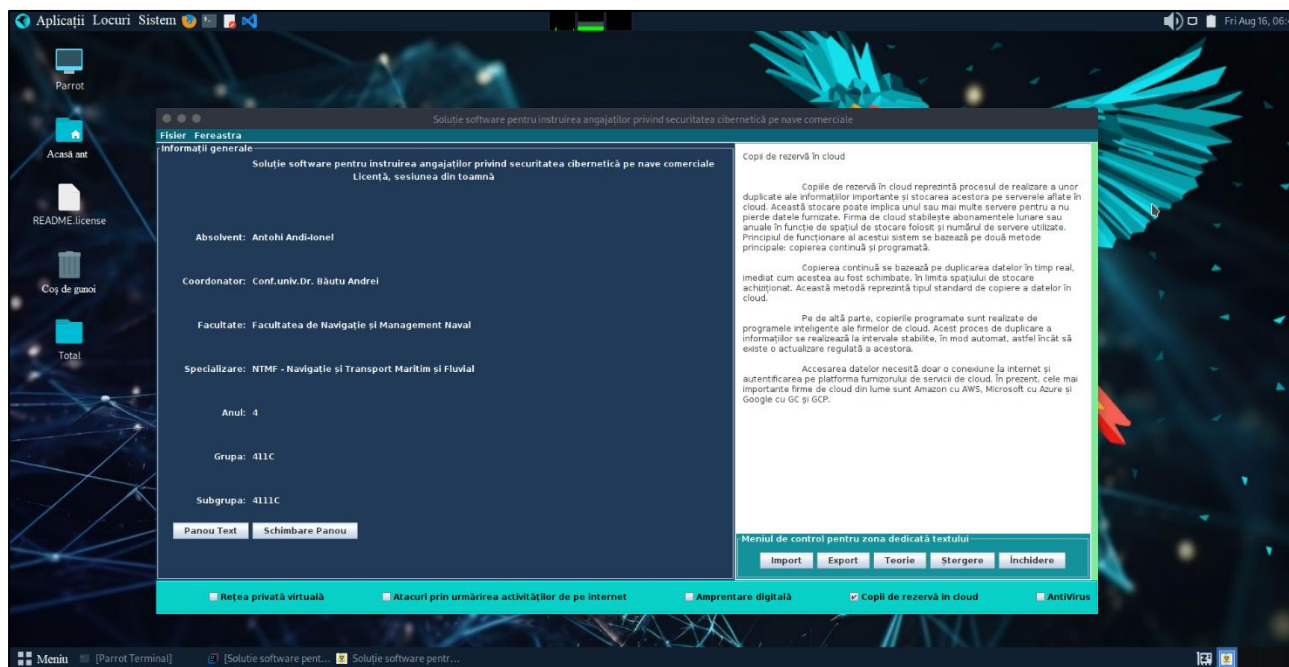 Aplicații Locuri Sistem
Fri Aug 16, 06:
Parrot
Acasă ant
README.license
Coș de gunoi
Total
Soluție software pentru instruirea angajaților privind securitatea cibernetică pe nave comerciale
Fisier Fereastra
Informații generale
Soluție software pentru instruirea angajaților privind securitatea cibernetică pe nave comerciale
Licență, sesiunea din toamnă
Absolvent: Antohi Andi-Ionel
Coordonator: Conf.univ.Dr. Băutu Andrei
Facultate: Facultatea de Navigație și Management Naval
Specializare: NTMF - Navigație și Transport Maritim și Fluvial
Anul: 4
Grupa: 411C
Subgrupa: 4111C
Panou Text Schimbare Panou
Copii de rezervă în cloud
Copiile de rezervă în cloud reprezintă procesul de realizare a unor
duplicate ale informațiilor importante și stocarea acestora pe serverele aflate în
cloud. Această stocare poate implica unul sau mai multe servere pentru a nu
pierde datele furnizate. Firma de cloud stabilește abonamentele lunare sau
anuale în funcție de spațiul de stocare folosit și numărul de servere utilizate.
Principiul de funcționare al acestui sistem se bazează pe două metode
principale: copierea continuă și programată.
Copierea continuă se bazează pe duplicarea datelor în timp real,
imediat cum acestea au fost schimbate, în limita spațiului de stocare
achiziționat. Această metodă reprezintă tipul standard de copiere a datelor în
cloud.
Pe de altă parte, copierile programate sunt realizate de
programele inteligente ale firmelor de cloud. Acest proces de duplicare a
informațiilor se realizează la intervale stabilite, în mod automat, astfel încât să
existe o actualizare regulată a acestora.
Accesarea datelor necesită doar o conexiune la internet și
autentificarea pe platforma furnizorului de servicii de cloud. În prezent, cele mai
importante firme de cloud din lume sunt Amazon cu AWS, Microsoft cu Azure și
Google cu GC și GCP.
Meniul de control pentru zona dedicată textului
Import Export Teorie Ștergere Închidere
Rețea privată virtuală Atacuri prin urmărirea activităților de pe internet Amprentare digitală Copii de rezervă în cloud AntiVirus
Meniu [Parrot Terminal] [Solutie software pent... Soluție software pentr...